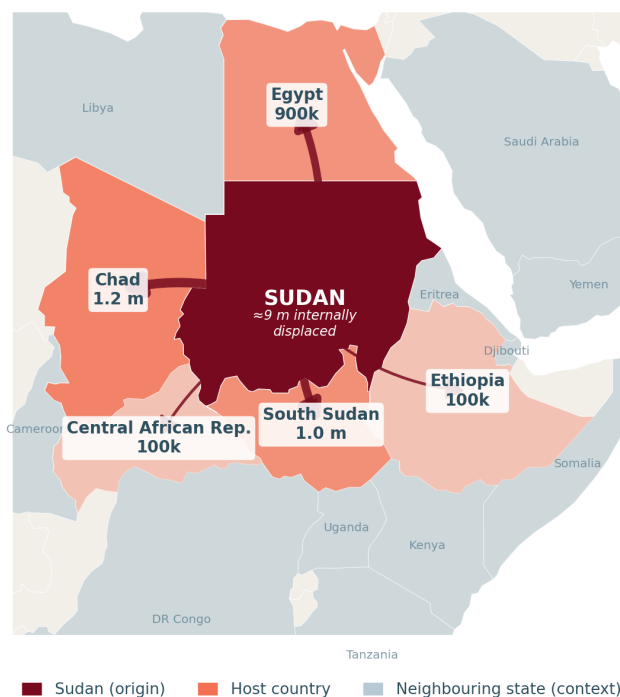 Egypt
900k
Libya
Saudi Arabia
Chad
1.2 m
SUDAN
≈9 m internally
displaced
Eritrea
Yemen
Djibouti
Ethiopia
100k
Cameroon
Central African Rep.
100k
South Sudan
1.0 m
Somalia
Uganda
Kenya
DR Congo
Tanzania
Sudan (origin)
Host country
Neighbouring state (context)